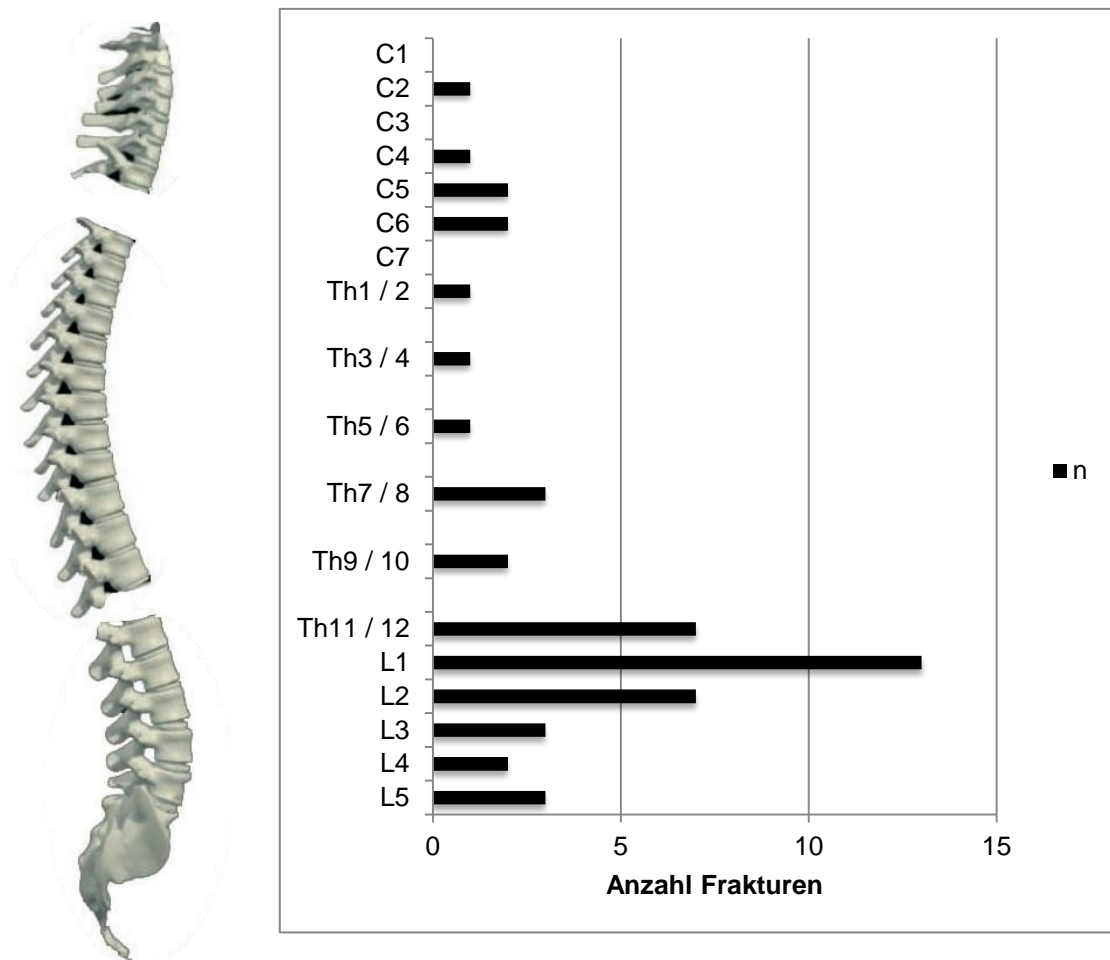 C1
C2
C3
C4
C5
C6
C7
Th1 / 2
Th3 / 4
Th5 / 6
Th7 / 8
Th9 / 10
Th11 / 12
L1
L2
L3
L4
L5
0 5 10 15
Anzahl Frakturen
n